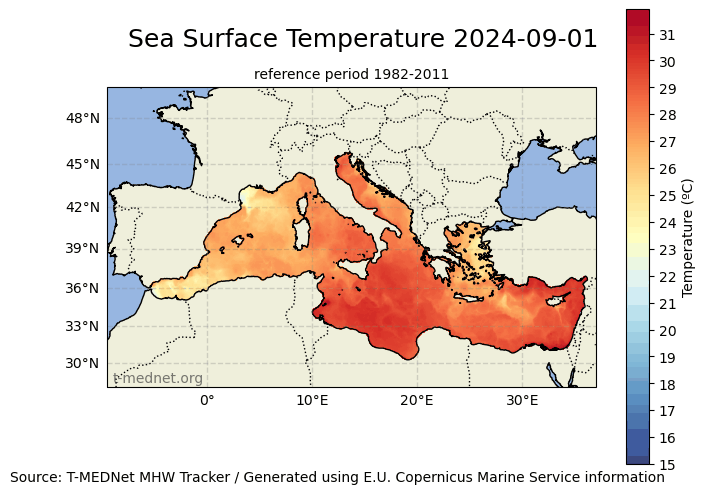 Sea Surface Temperature 2024-09-01
reference period 1982-2011
48°N
45°N
42°N
39°N
36°N
33°N
30°N
0°
10°E
20°E
30°E
t-mednet.org
31
30
29
28
27
26
25
24
23
22
21
20
19
18
17
16
15
Temperature (ºC)
Source: T-MEDNet MHW Tracker / Generated using E.U. Copernicus Marine Service information